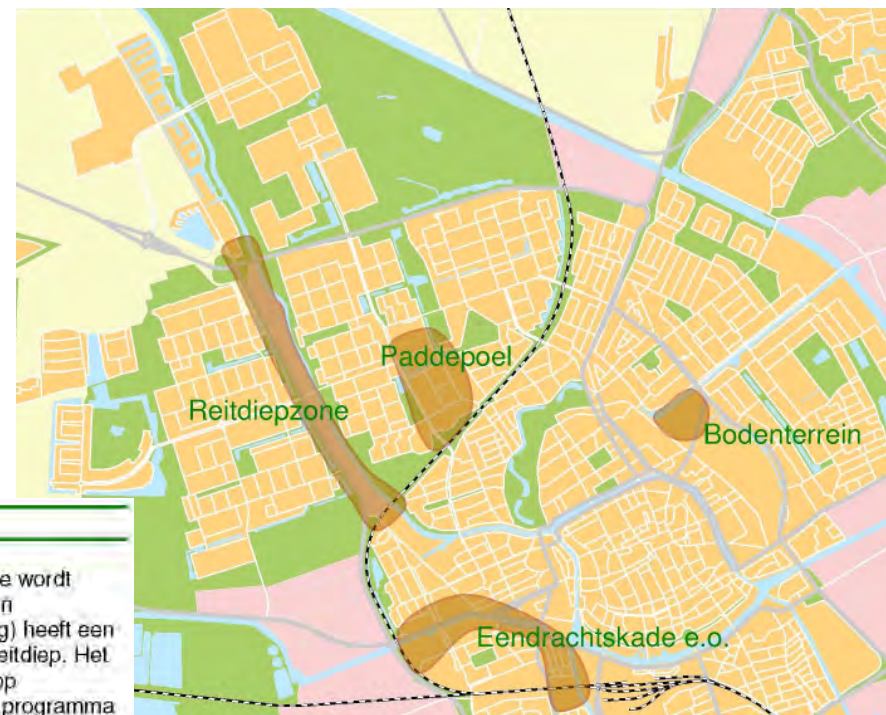 Paddepoel
Reitdiepzone
Bodenterrein
Eendrachtskade e.o.
e wordt
n
g) heeft een
eitdiep. Het
op
programma